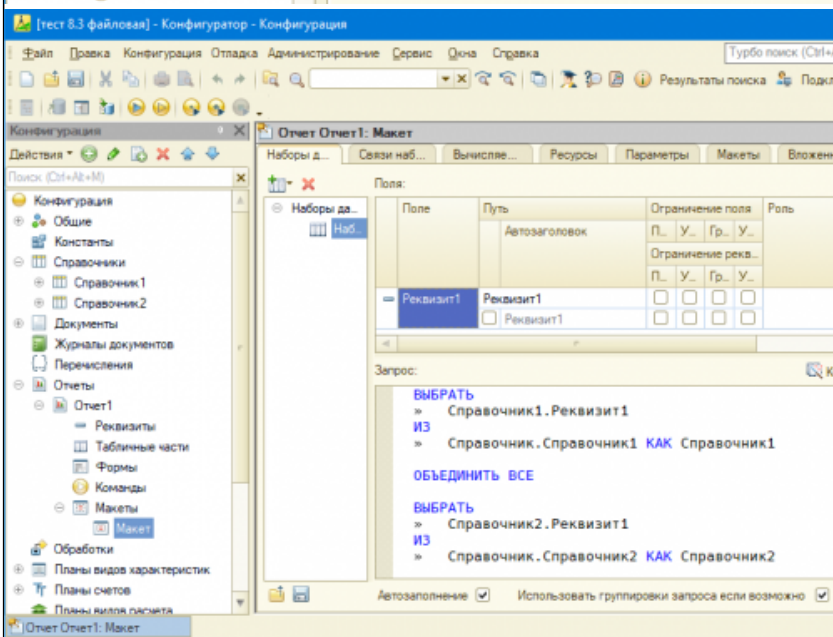 [тест 8.3 файловая] - Конфигуратор - Конфигурация
Файл Правка Конфигурация Отладка Администрирование Сервис Окна Справка Турбо поиск (Ctrl+
Результаты поиска Подкл
Конфигурация
Отчет Отчет1: Макет
Действия
Наборы д... Связи наб... Вычисляе... Ресурсы Параметры Макеты Вложенн
Поиск (Ctrl+Alt+M)
Поля:
Конфигурация
Общие
Константы
Справочники
Справочник1
Справочник2
Документы
Журналы документов
Перечисления
Отчеты
Отчет1
Реквизиты
Табличные части
Формы
Команды
Макеты
Макет
Обработки
Планы видов характеристик
Планы счетов
Планы видов расчета
Наборы да...
Наб...
Поле Путь Ограничение поля Роль
Автозаголовок П... У... Гр... У...
Ограничение рекв...
П... У... Гр... У...
Реквизит1 Реквизит1
Реквизит1
Запрос:
К
ВЫБРАТЬ
» Справочник1.Реквизит1
ИЗ
» Справочник.Справочник1 КАК Справочник1
ОБЪЕДИНИТЬ ВСЕ
ВЫБРАТЬ
» Справочник2.Реквизит1
ИЗ
» Справочник.Справочник2 КАК Справочник2
Автозаполнение Использовать группировки запроса если возможно
Отчет Отчет1: Макет